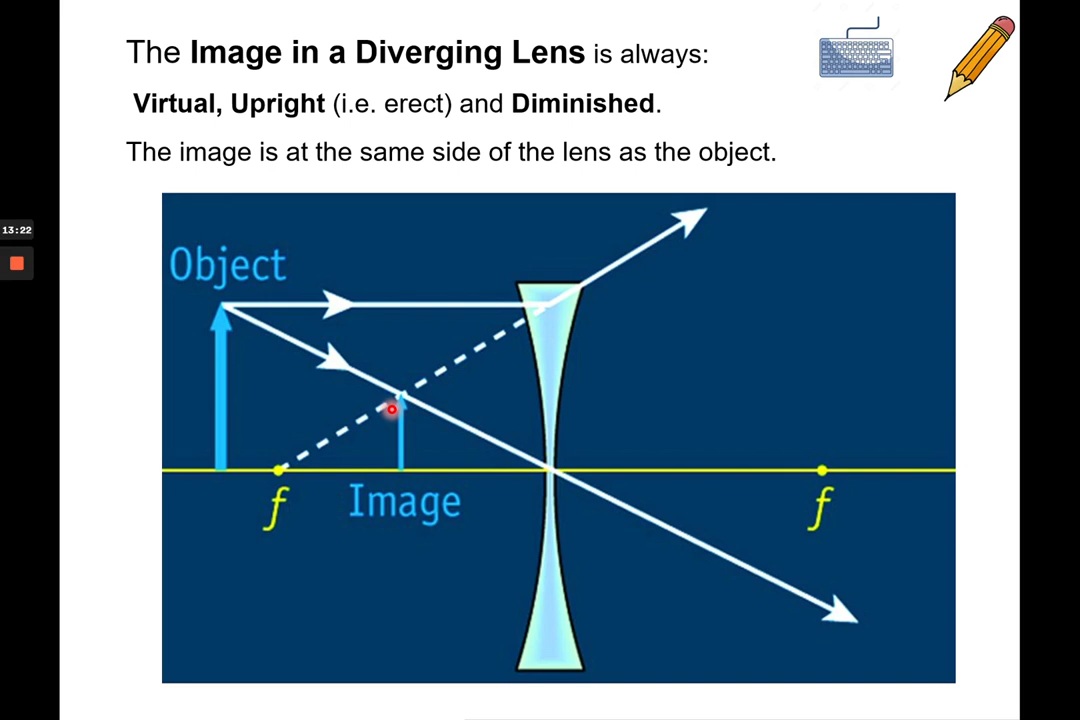 The Image in a Diverging Lens is always:
Virtual, Upright (i.e. erect) and Diminished.
The image is at the same side of the lens as the object.
13:22
Object
f
Image
f